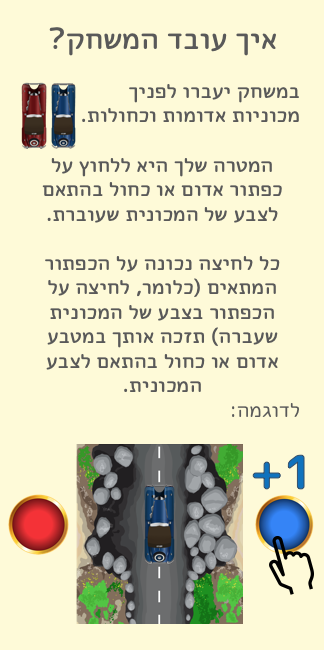 איך עובד המשחק?
במשחק יעברו לפניך
מכוניות אדומות וכחולות.
המטרה שלך היא ללחוץ על
כפתור אדום או כחול בהתאם
לצבע של המכונית שעוברת.
כל לחיצה נכונה על הכפתור
המתאים (כלומר, לחיצה על
הכפתור בצבע של המכונית
שעברה) תזכה אותך במטבע
אדום או כחול בהתאם לצבע
המכונית.
לדוגמה:
+1